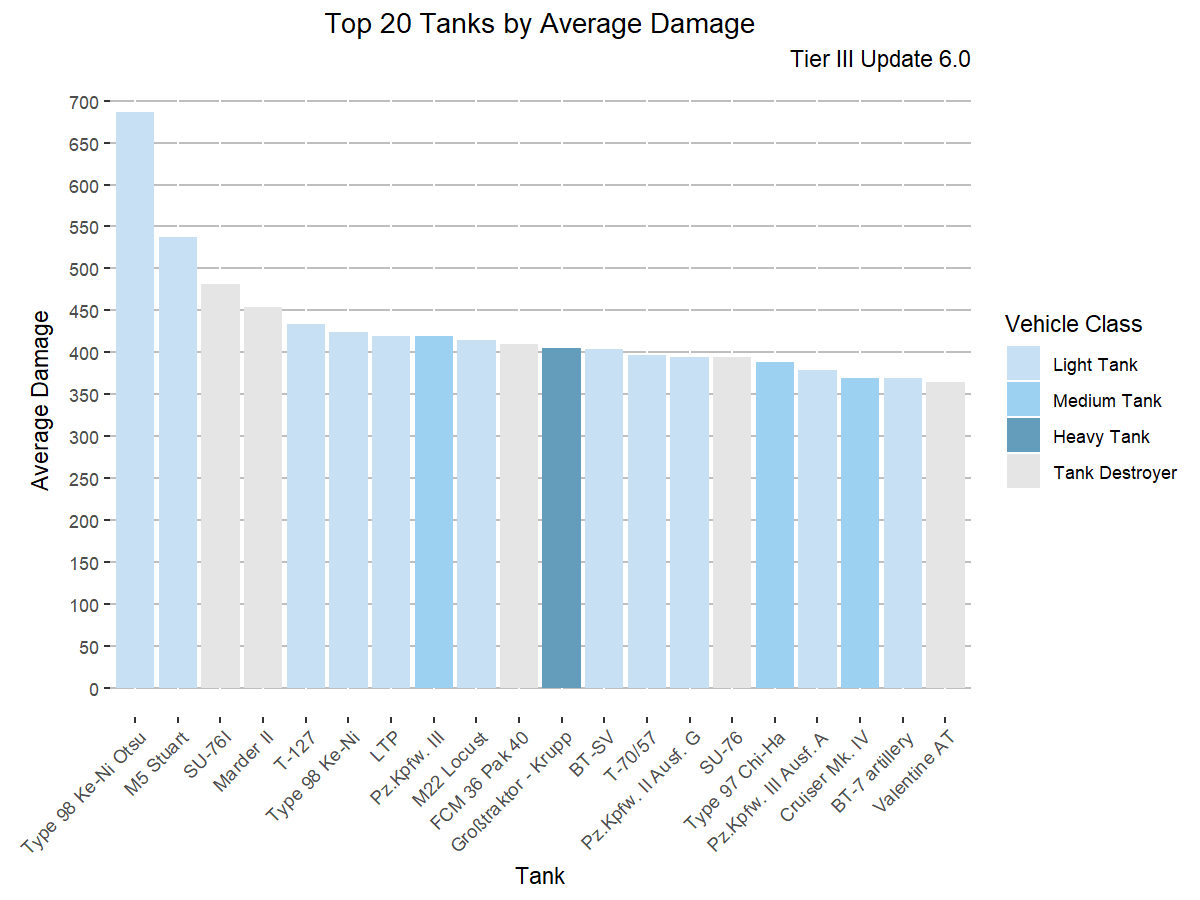 Top 20 Tanks by Average Damage
Tier III Update 6.0
Average Damage
700
650
600
550
500
450
400
350
300
250
200
150
100
50
0
Type 98 Ke-Ni Otsu
M5 Stuart
SU-76I
Marder II
T-127
Type 98 Ke-Ni
LTP
Pz.Kpfw. III
M22 Locust
FCM 36 Pak 40
Großtraktor - Krupp
BT-SV
T-70/57
Pz.Kpfw. II Ausf. G
SU-76
Type 97 Chi-Ha
Pz.Kpfw. III Ausf. A
Cruiser Mk. IV
BT-7 artillery
Valentine AT
Tank
Vehicle Class
Light Tank
Medium Tank
Heavy Tank
Tank Destroyer